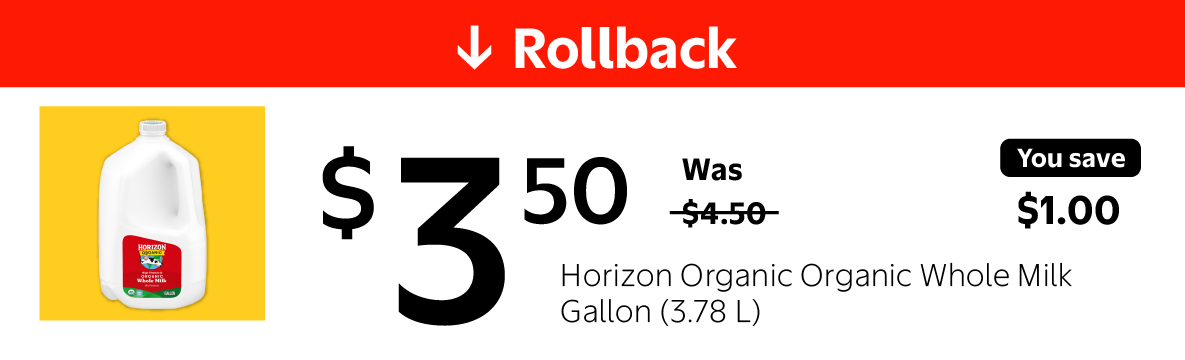 ↓ Rollback
HORIZON
ORGANIC
ORGANIC
Whole Milk
GALLON
$3.50
Was
$4.50
You save
$1.00
Horizon Organic Organic Whole Milk
Gallon (3.78 L)